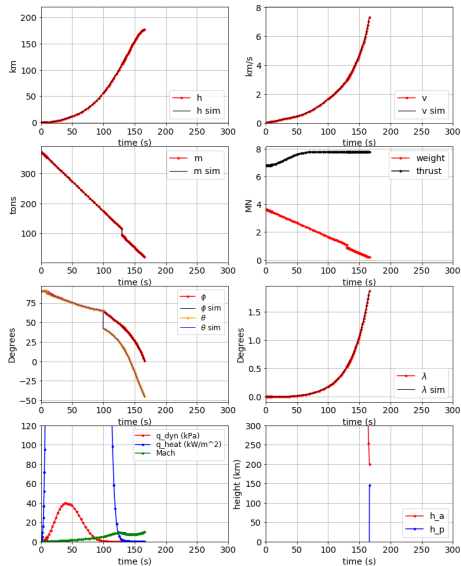 200
150
100
50
0
km
h
h sim
0 50 100 150 200 250 300
time (s)
8
6
4
2
0
km/s
v
v sim
0 50 100 150 200 250 300
time (s)
300
200
100
tons
m
m sim
0 50 100 150 200 250 300
time (s)
8
6
4
2
0
MN
weight
thrust
0 50 100 150 200 250 300
time (s)
75
50
25
0
−25
−50
Degrees
ϕ
ϕ sim
θ
θ sim
0 50 100 150 200 250 300
time (s)
1.5
1.0
0.5
0.0
Degrees
λ
λ sim
0 50 100 150 200 250 300
time (s)
120
100
80
60
40
20
0
q_dyn (kPa)
q_heat (kW/m^2)
Mach
0 50 100 150 200 250 300
time (s)
300
250
200
150
100
50
0
height (km)
h_a
h_p
0 50 100 150 200 250 300
time (s)